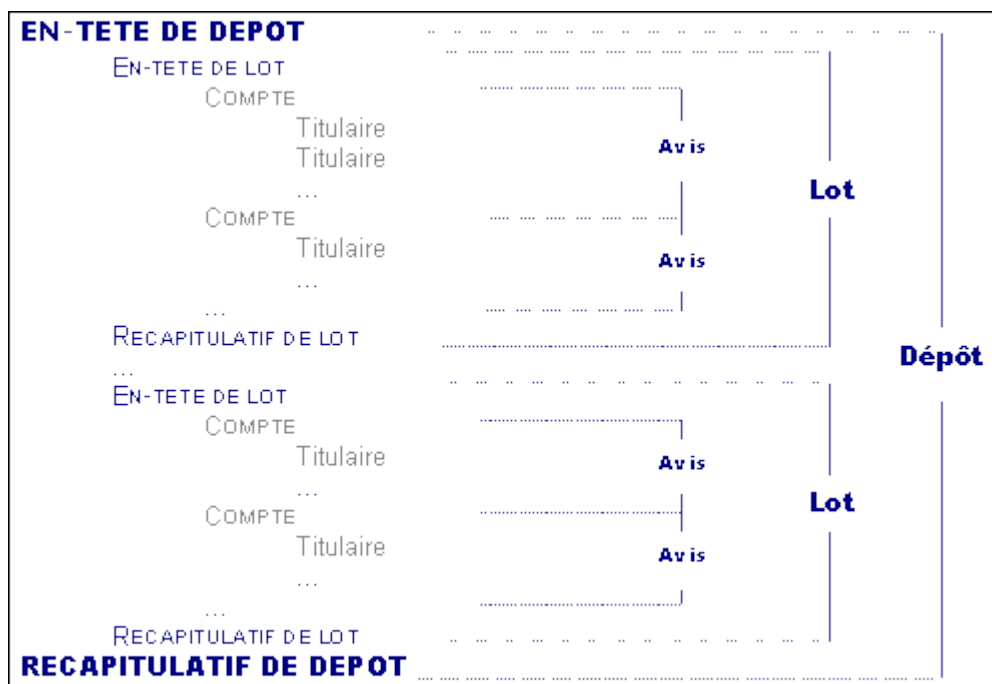 EN-TETE DE DEPOT
EN-TETE DE LOT
COMPTE
Titulaire
Titulaire
Avis
...
Lot
COMPTE
Titulaire
Avis
...
...
RECAPITULATIF DE LOT
Dépôt
...
EN-TETE DE LOT
COMPTE
Titulaire
Avis
...
Lot
COMPTE
Titulaire
Avis
...
...
RECAPITULATIF DE LOT
RECAPITULATIF DE DEPOT